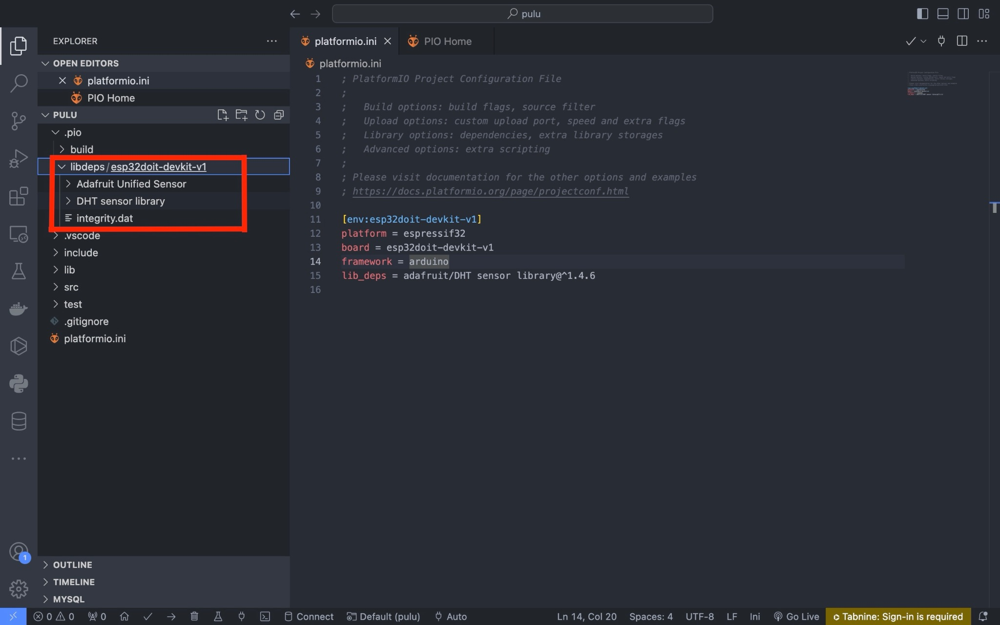 pulu
EXPLORER
platformio.ini
PIO Home
OPEN EDITORS
platformio.ini
PIO Home
PULU
.pio
build
libdeps/esp32doit-devkit-v1
Adafruit Unified Sensor
DHT sensor library
integrity.dat
.vscode
include
lib
src
test
.gitignore
platformio.ini
OUTLINE
TIMELINE
MYSQL
platformio.ini
1 ; PlatformIO Project Configuration File
2 ;
3 ;   Build options: build flags, source filter
4 ;   Upload options: custom upload port, speed and extra flags
5 ;   Library options: dependencies, extra library storages
6 ;   Advanced options: extra scripting
7 ;
8 ; Please visit documentation for the other options and examples
9 ; https://docs.platformio.org/page/projectconf.html
10
11 [env:esp32doit-devkit-v1]
12 platform = espressif32
13 board = esp32doit-devkit-v1
14 framework = arduino
15 lib_deps = adafruit/DHT sensor library@^1.4.6
16
1
0 0 0 Connect Default (pulu) Auto Ln 14, Col 20 Spaces: 4 UTF-8 LF Ini Go Live Tabnine: Sign-in is required